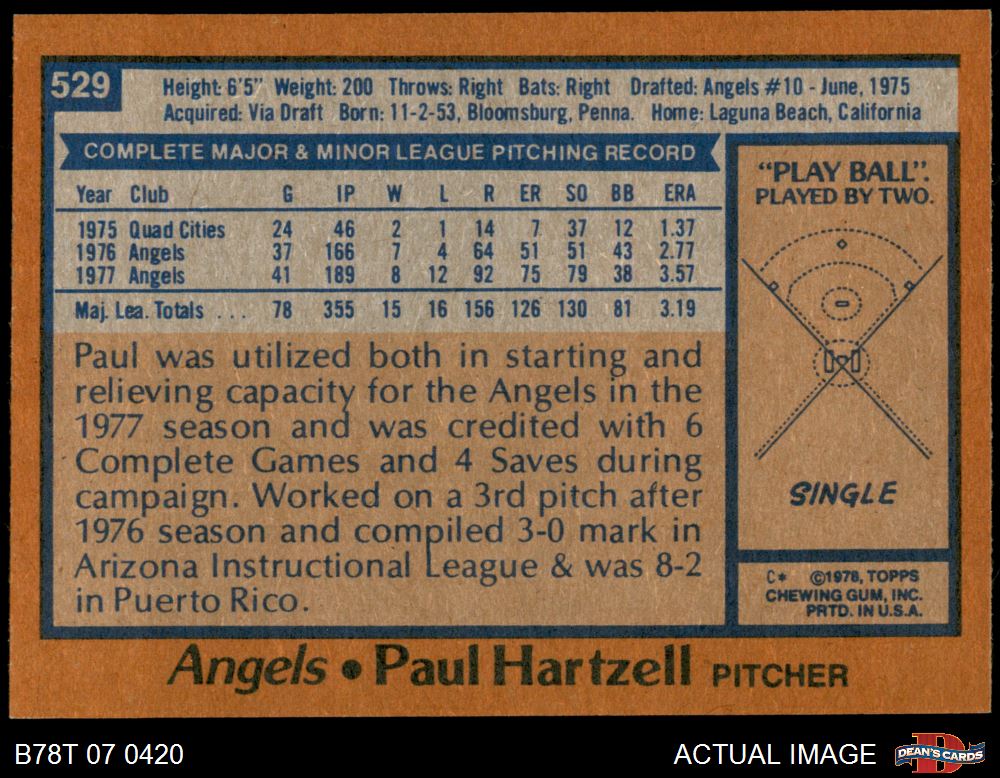 529
Height: 6'5" Weight: 200 Throws: Right Bats: Right Drafted: Angels #10 - June, 1975
Acquired: Via Draft Born: 11-2-53, Bloomsburg, Penna. Home: Laguna Beach, California
COMPLETE MAJOR & MINOR LEAGUE PITCHING RECORD
Year Club G IP W L R ER SO BB ERA
1975 Quad Cities 24 46 2 1 14 7 37 12 1.37
1976 Angels 37 166 7 4 64 51 51 43 2.77
1977 Angels 41 189 8 12 92 75 79 38 3.57
Maj. Lea. Totals . . . 78 355 15 16 156 126 130 81 3.19
Paul was utilized both in starting and
relieving capacity for the Angels in the
1977 season and was credited with 6
Complete Games and 4 Saves during
campaign. Worked on a 3rd pitch after
1976 season and compiled 3-0 mark in
Arizona Instructional League & was 8-2
in Puerto Rico.
"PLAY BALL".
PLAYED BY TWO.
SINGLE
C* ©1978, TOPPS
CHEWING GUM, INC.
PRTD. IN U.S.A.
Angels • Paul Hartzell PITCHER
B78T 07 0420
ACTUAL IMAGE
DEAN'S CARDS